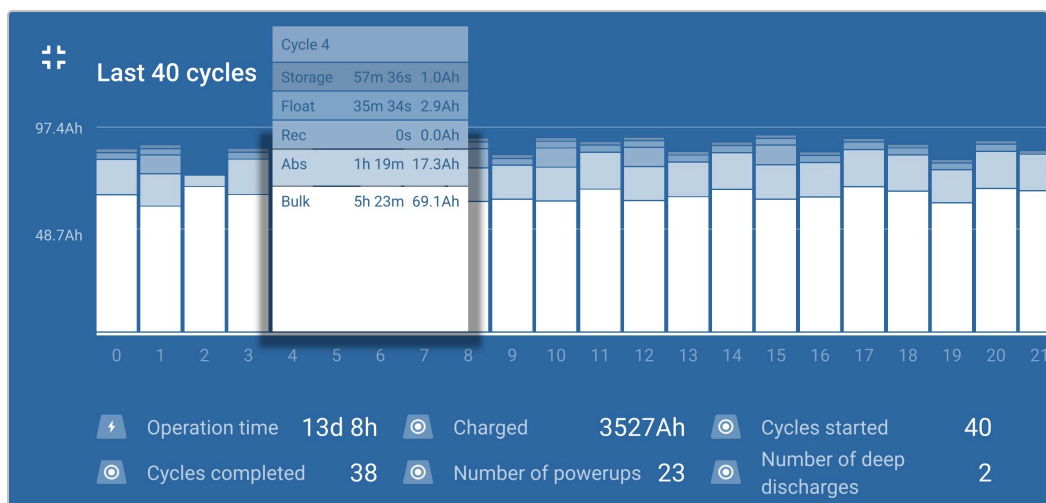 Last 40 cycles
Cycle 4
Storage 57m 36s 1.0Ah
Float 35m 34s 2.9Ah
Rec 0s 0.0Ah
Abs 1h 19m 17.3Ah
Bulk 5h 23m 69.1Ah
97.4Ah
48.7Ah
0 1 2 3 4 5 6 7 8 9 10 11 12 13 14 15 16 17 18 19 20 21
Operation time 13d 8h Charged 3527Ah Cycles started 40
Cycles completed 38 Number of powerups 23 Number of deep
discharges 2